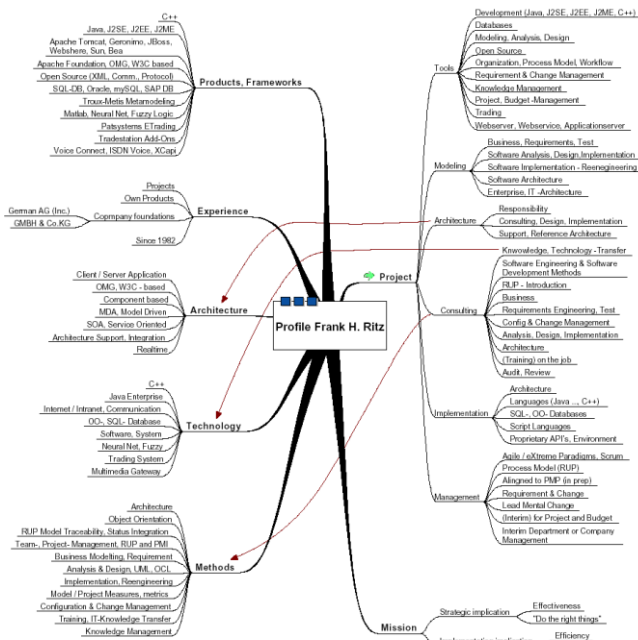 C++
Java, J2SE, J2EE, J2ME
Apache Tomcat, Geronimo, JBoss,
Webshere, Sun, Bea
Apache Foundation, OMG, W3C based
Open Source (XML, Comm., Protocol)
SQL-DB, Oracle, mySQL, SAP DB
Troux-Metis Metamodeling
Matlab, Neural Net, Fuzzy Logic
Patsystems ETrading
Tradestation Add-Ons
Voice Connect, ISDN Voice, XCapi
Products, Frameworks
Projects
Own Products
German AG (Inc.)
GMBH & Co.KG
Copmpany foundations
Since 1982
Experience
Client / Server Application
OMG, W3C - based
Component based
MDA, Model Driven
SOA, Service Oriented
Architecture Support, Integration
Realtime
Architecture
C++
Java Enterprise
Internet / Intranet, Communication
OO-, SQL- Database
Software, System
Neural Net, Fuzzy
Trading System
Multimedia Gateway
Technology
Architecture
Object Orientation
RUP Model Traceability, Status Integration
Team-, Project- Management, RUP and PMI
Business Modelting, Requirement
Analysis & Design, UML, OCL
Implementation, Reengineering
Model / Project Measures, metrics
Configuration & Change Management
Training, IT-Knowledge Transfer
Knowledge Management
Methods
Profile Frank H. Ritz
Project
Tools
Development (Java, J2SE, J2EE, J2ME, C++)
Databases
Modeling, Analysis, Design
Open Source
Organization, Process Model, Workflow
Requirement & Change Management
Knowledge Management
Project, Budget -Management
Trading
Webserver, Webservice, Applicationserver
Modeling
Business, Requirements, Test
Software Analysis, Design,Implementation
Software Implementation - Reenegineering
Software Architecture
Enterprise, IT -Architecture
Architecture
Responsibility
Consulting, Design, Implementation
Support, Reference Architecture
Consulting
Knwowledge, Technology -Transfer
Software Engineering & Software
Development Methods
RUP - Introduction
Business
Requirements Engineering, Test
Config & Change Management
Analysis, Design, Implementation
Architecture
(Training) on the job
Audit, Review
Implementation
Architecture
Languages (Java ..., C++)
SQL-, OO- Databases
Script Languages
Proprietary API's, Environment
Management
Agile / eXtreme Paradigms, Scrum
Process Model (RUP)
Alingned to PMP (in prep)
Requirement & Change
Lead Mental Change
(Interim) for Project and Budget
Interim Department or Company
Management
Mission
Strategic implication
Effectiveness
"Do the right things"
Implementation implication
Efficiency